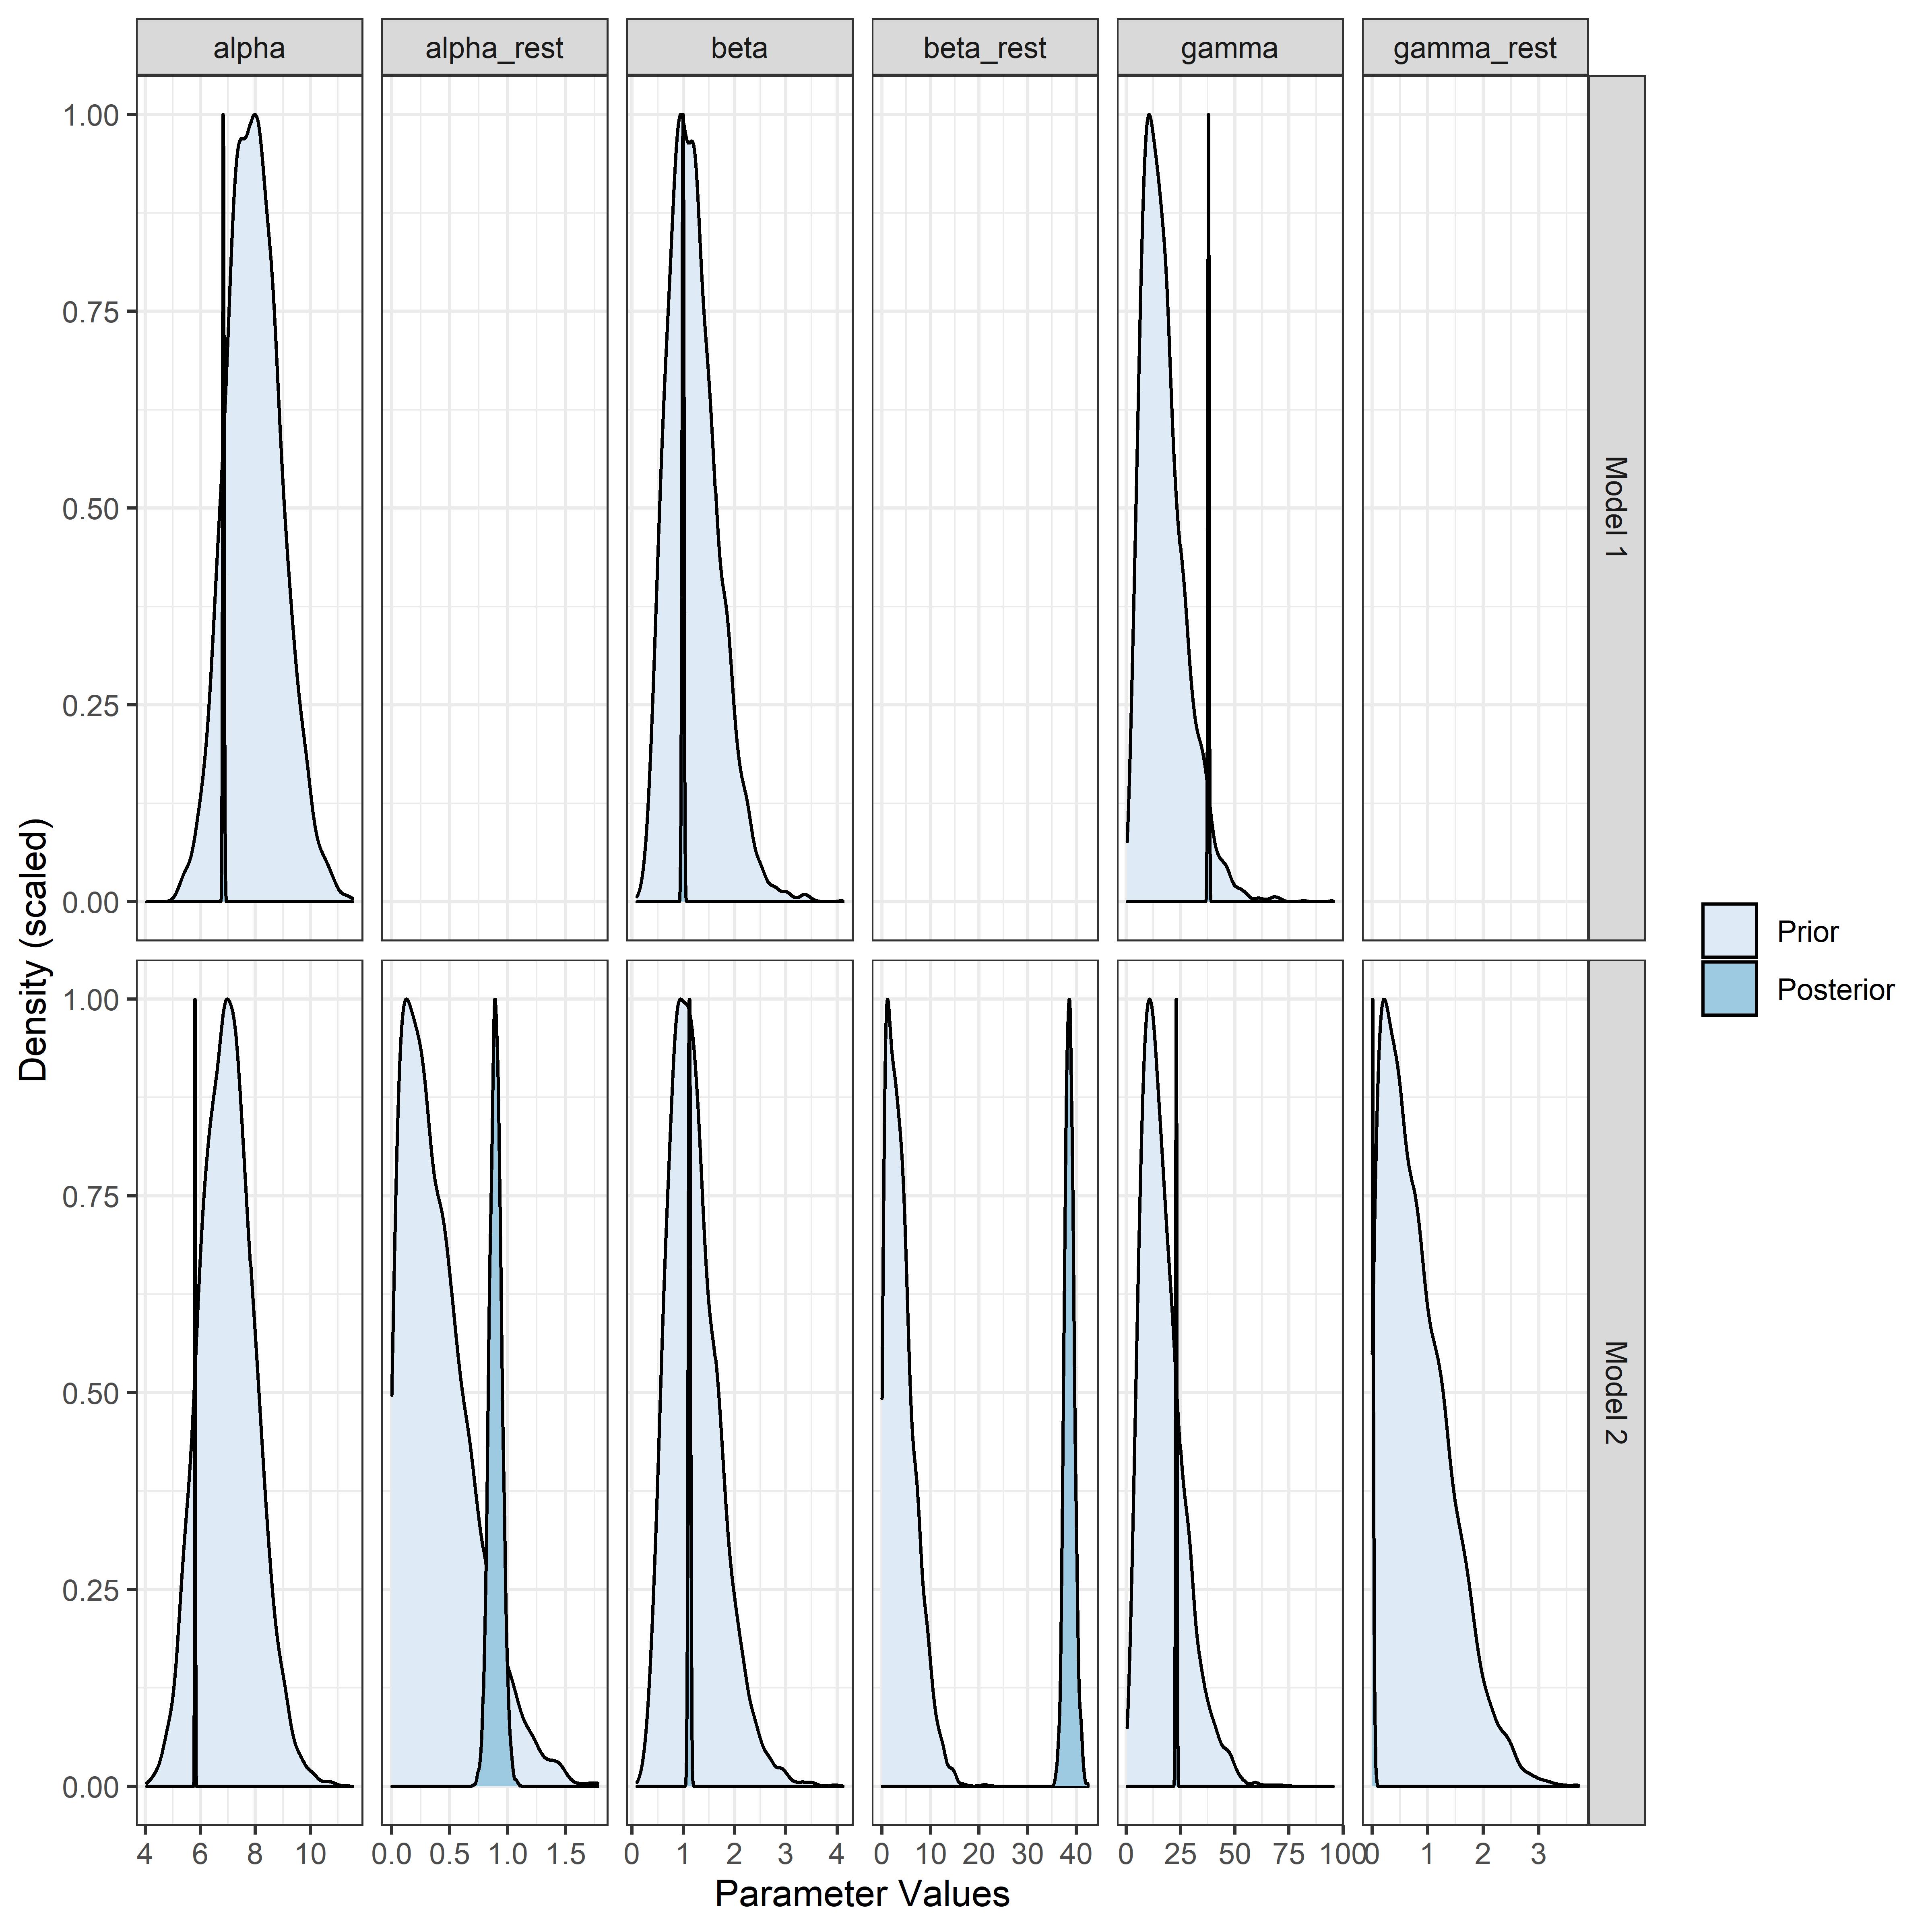 alpha alpha_rest beta beta_rest gamma gamma_rest
1.00
0.75
0.50
0.25
0.00
Model 1
1.00
0.75
0.50
0.25
0.00
Model 2
4 6 8 10 0.0 0.5 1.0 1.5 0 1 2 3 4 0 10 20 30 40 0 25 50 75 100 0 1 2 3
Parameter Values
Density (scaled)
Prior
Posterior